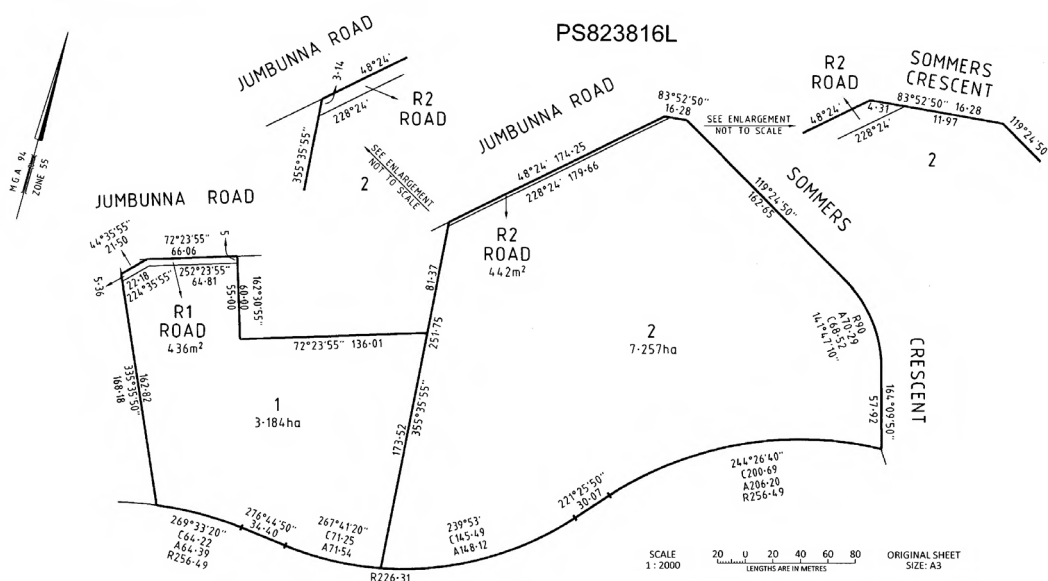 PS823816L
MGA 94
ZONE 55
JUMBUNNA ROAD
3·14
48°24'
228°24'
R2
ROAD
355°35'55"
2
SEE ENLARGEMENT
NOT TO SCALE
JUMBUNNA ROAD
48°24' 174·25
228°24' 179·66
R2
ROAD
442m²
83°52'50"
16·28
SEE ENLARGEMENT
NOT TO SCALE
R2
ROAD
SOMMERS
CRESCENT
48°24'
4·31
83°52'50" 16·28
11·97
228°24'
119°24'50
2
JUMBUNNA ROAD
44°35'55"
21·50
72°23'55"
66·06
5
5·36
22·18
224°35'55"
252°23'55"
64·81
R1
ROAD
436m²
162°30'55"
60·00
55·00
72°23'55" 136·01
81·37
251·75
355°35'55"
173·52
162·82
335°35'50"
168·18
1
3·184ha
2
7·257ha
119°24'50"
162·65
SOMMERS
CRESCENT
R90
A70·29
C68·52
141°47'10"
164°09'50"
57·92
269°33'20"
C64·22
A64·39
R256·49
276°44'50"
34·40
267°41'20"
C71·25
A71·54
R226·31
239°53'
C145·49
A148·12
221°25'50"
30·07
244°26'40"
C200·69
A206·20
R256·49
SCALE
1 : 2000
20 0 20 40 60 80
LENGTHS ARE IN METRES
ORIGINAL SHEET
SIZE: A3